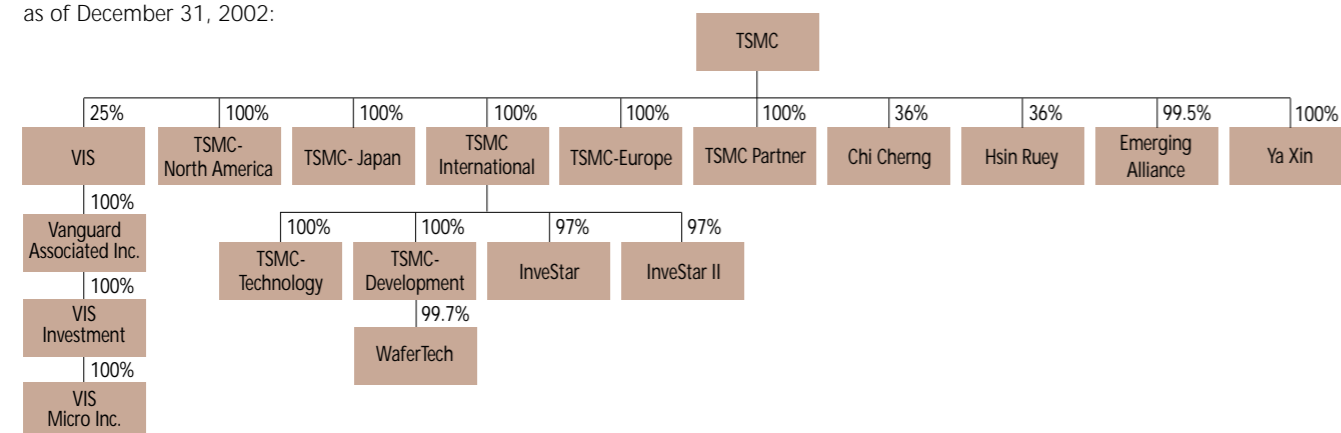 as of December 31, 2002:
TSMC
25%
100%
100%
100%
100%
100%
36%
36%
99.5%
100%
VIS
TSMC-
North America
TSMC- Japan
TSMC
International
TSMC-Europe
TSMC Partner
Chi Cherng
Hsin Ruey
Emerging
Alliance
Ya Xin
100%
Vanguard
Associated Inc.
100%
VIS
Investment
100%
VIS
Micro Inc.
100%
100%
97%
97%
TSMC-
Technology
TSMC-
Development
InveStar
InveStar II
99.7%
WaferTech